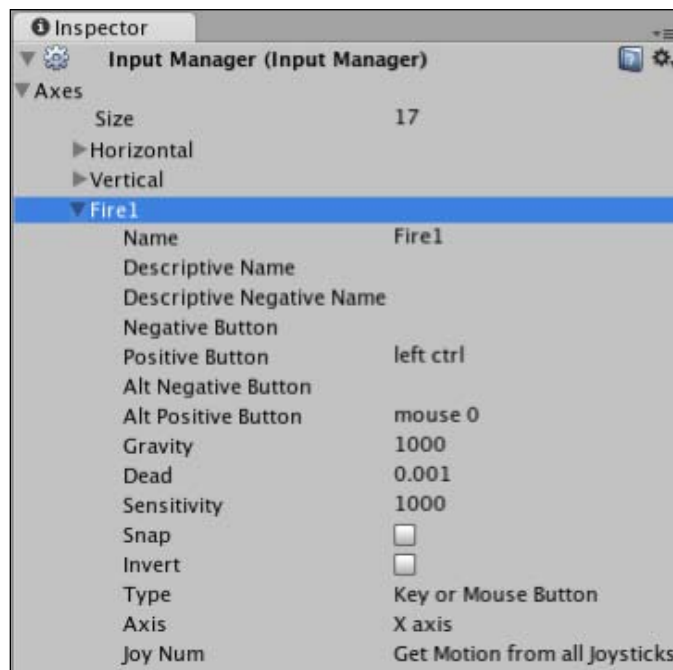 Inspector
Input Manager (Input Manager)
Axes
Size 17
Horizontal
Vertical
Fire1
Name Fire1
Descriptive Name
Descriptive Negative Name
Negative Button
Positive Button left ctrl
Alt Negative Button
Alt Positive Button mouse 0
Gravity 1000
Dead 0.001
Sensitivity 1000
Snap
Invert
Type Key or Mouse Button
Axis X axis
Joy Num Get Motion from all Joysticks